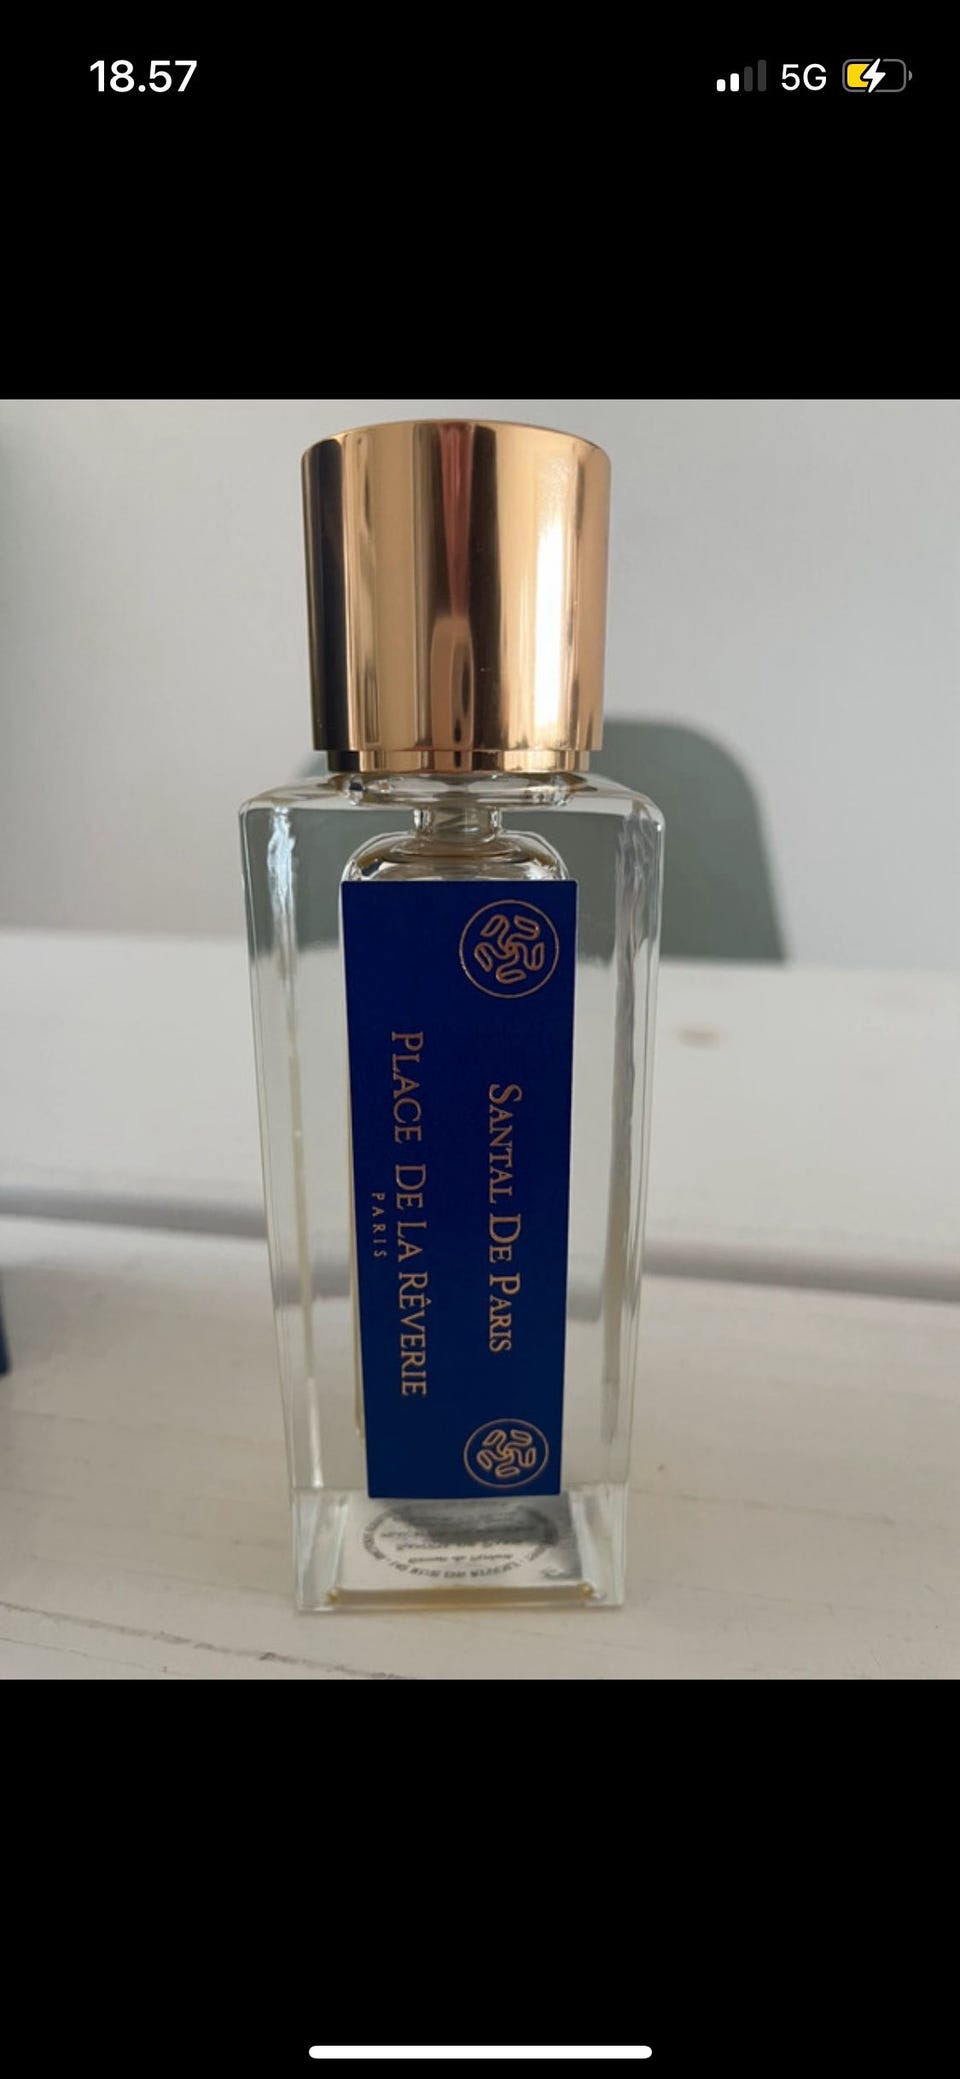 18.57
5G
SANTAL DE PARIS
PLACE DE LA RÊVERIE
PARIS